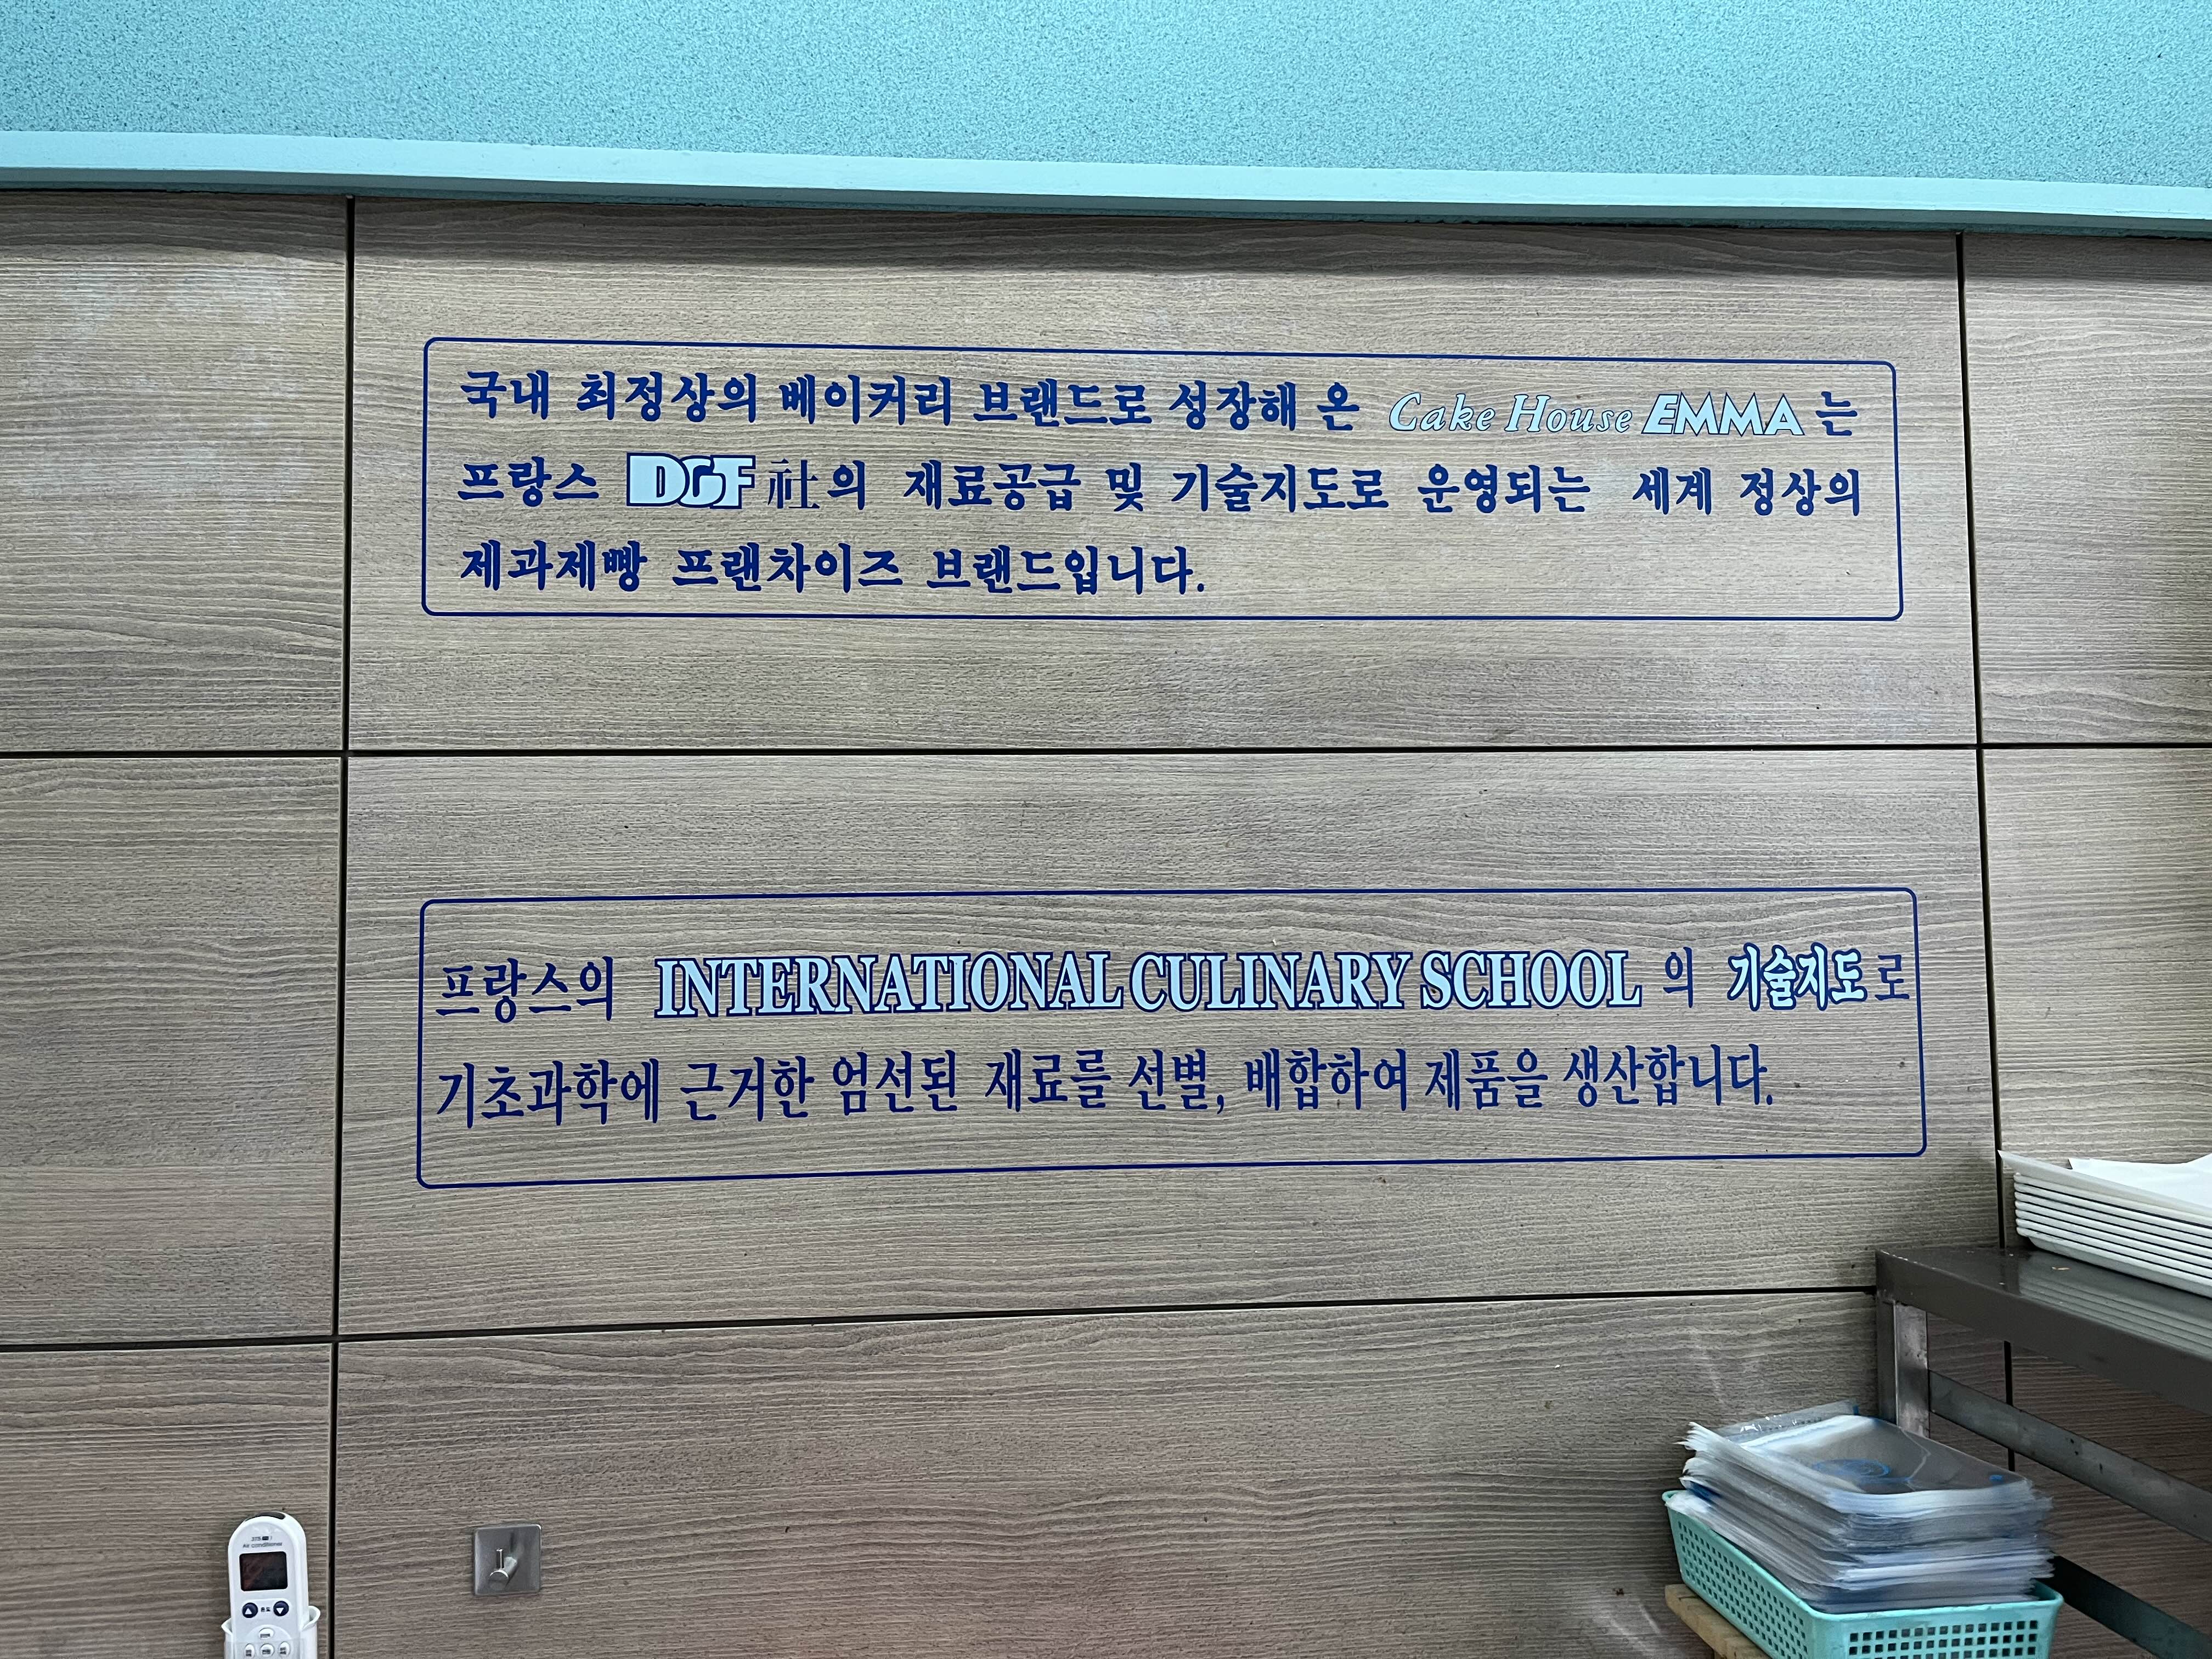 국내 최정상의 베이커리 브랜드로 성장해 온 Cake House EMMA 는
프랑스 DGF 社의 재료공급 및 기술지도로 운영되는 세계 정상의
제과제빵 프랜차이즈 브랜드입니다.
프랑스의 INTERNATIONAL CULINARY SCHOOL 의 기술지도로
기초과학에 근거한 엄선된 재료를 선별, 배합하여 제품을 생산합니다.
Air conditioner